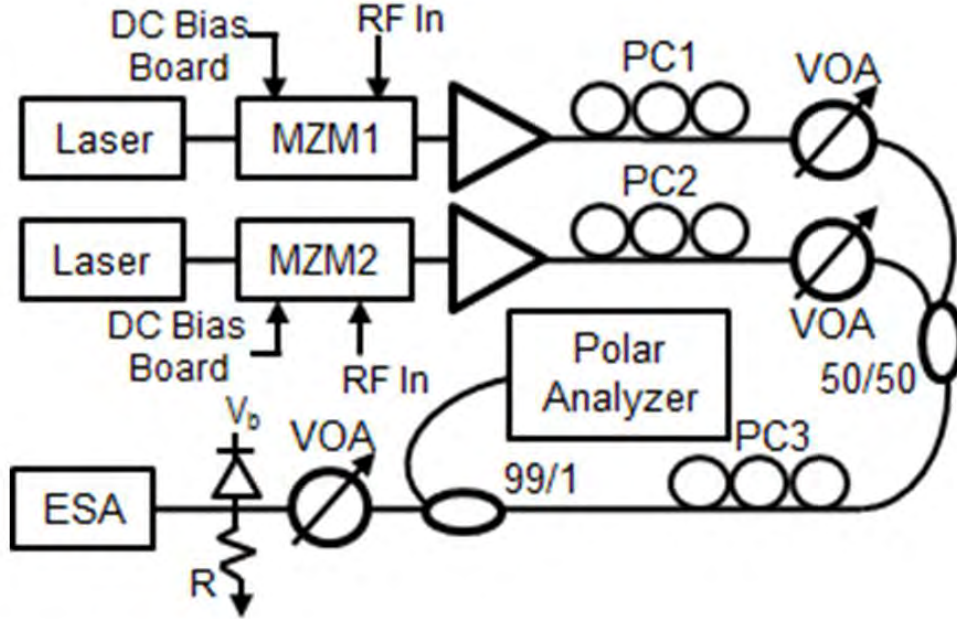 DC Bias
Board
RF In
PC1
VOA
Laser
MZM1
PC2
Laser
MZM2
VOA
DC Bias
Board
RF In
Polar
Analyzer
50/50
Vb
VOA
PC3
99/1
ESA
R